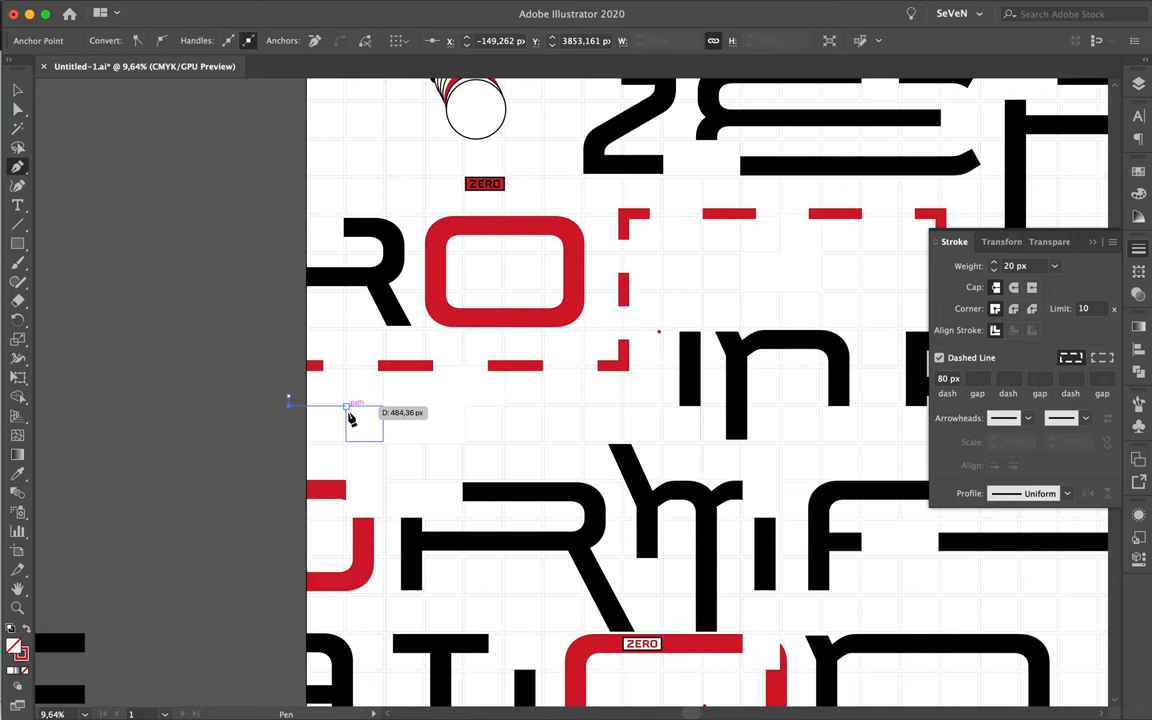 Adobe Illustrator 2020
SeVeN
Search Adobe Stock
Anchor Point
Convert:
Handles:
Anchors:
X:
-149,262 px
Y:
3853,161 px
W:
H:
Untitled-1.ai* @ 9,64% (CMYK/GPU Preview)
ZERO
RO
path
D: 484,36 px
in
ZERO
Stroke
Transform
Transpare
Weight:
20 px
Cap:
Corner:
Limit:
10
x
Align Stroke:
Dashed Line
80 px
dash
gap
dash
gap
dash
gap
Arrowheads:
Scale:
Align:
Profile:
Uniform
9,64%
1
Pen